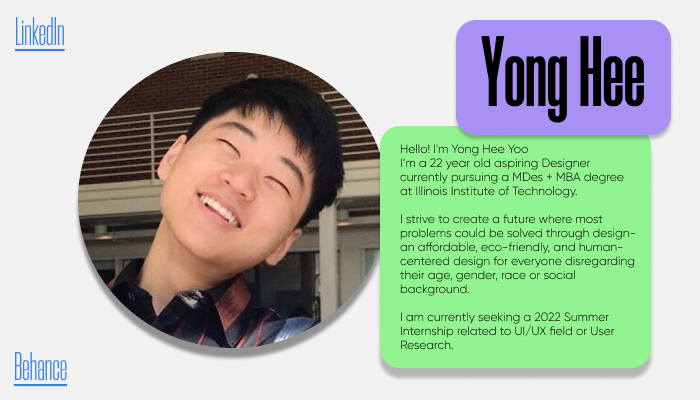 LinkedIn
Yong Hee
Hello! I'm Yong Hee Yoo
I'm a 22 year old aspiring Designer
currently pursuing a MDes + MBA degree
at Illinois Institute of Technology.
I strive to create a future where most
problems could be solved through design-
an affordable, eco-friendly, and human-
centered design for everyone disregarding
their age, gender, race or social
background.
I am currently seeking a 2022 Summer
Internship related to UI/UX field or User
Research.
Behance